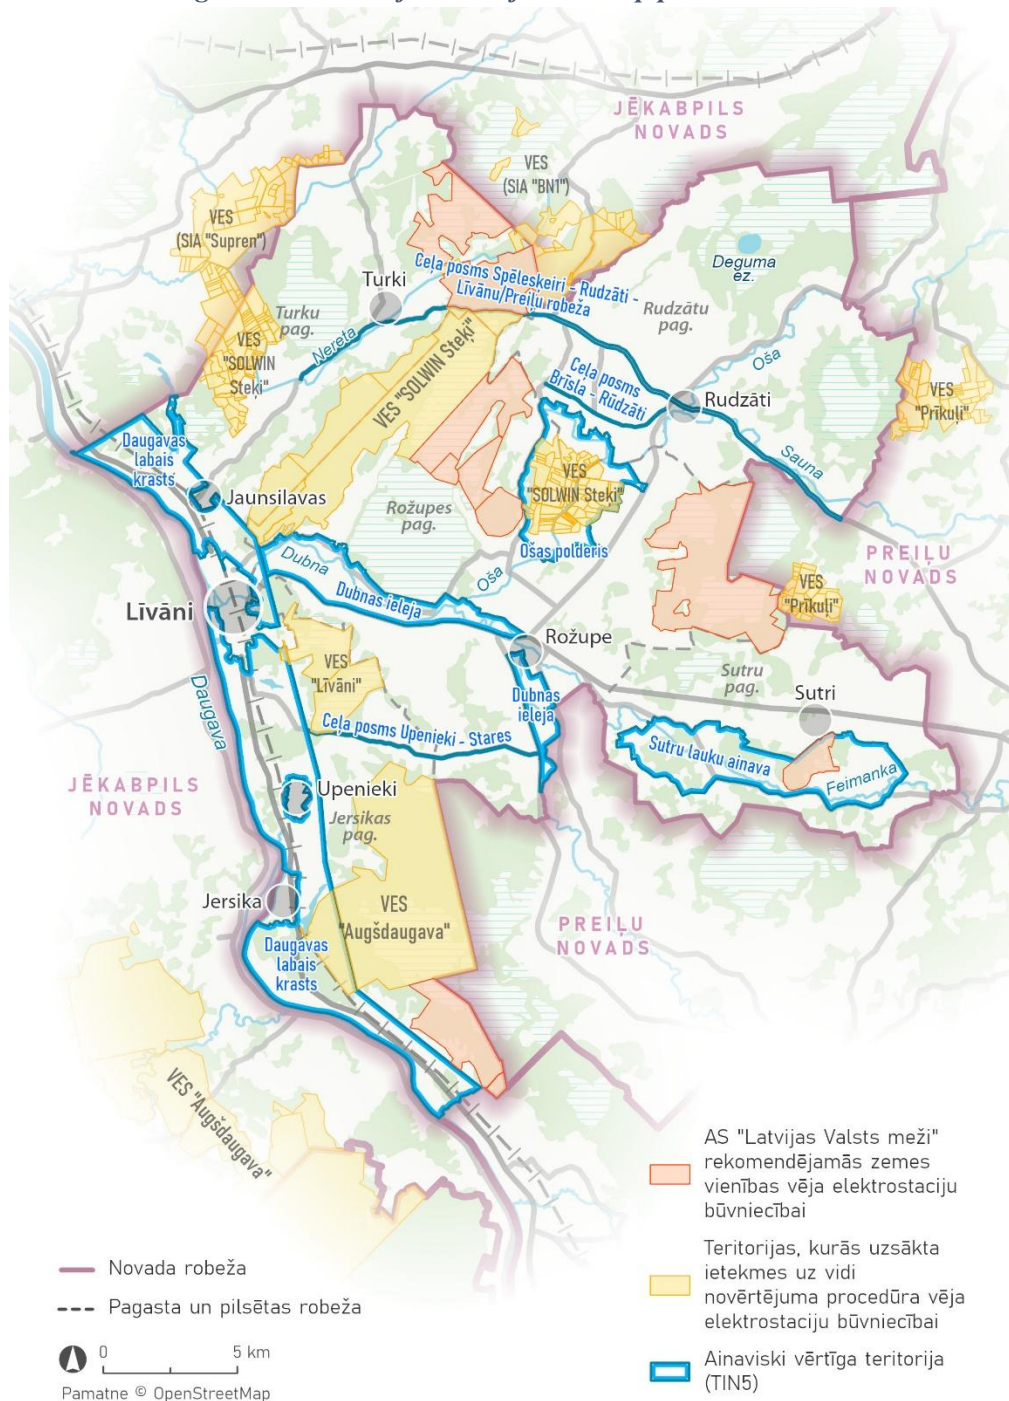 JĒKABPILS
NOVADS
VES
(SIA "BN1")
VES
(SIA "Supren")
Deguma
ez.
Turki
Ceļa posms Spēleskeiri - Rudzāti -
Līvānu/Preiļu robeža
Turku
pag.
Rudzātu
pag.
Nereta
VES
"SOLWIN
Steķi"
VES "SOLWIN Steķi"
Oša
Ceļa posms
Brīsļa - Rudzāti
Rudzāti
VES
"Prīkuļi"
Daugavas
labais
krasts
Sauna
VES
"SOLWIN Steķi"
Jaunsilavas
Rožupes
pag.
Ošas polderis
Dubna
Oša
PREIĻU
NOVADS
VES
"Prīkuļi"
Līvāni
Dubnas ieleja
Rožupe
VES
"Līvāni"
Sutru
pag.
Daugava
Dubnas
ieleja
Sutri
Ceļa posms Upenieki - Stares
Sutru lauku ainava
Feimanka
JĒKABPILS
NOVADS
Upenieki
Jersikas
pag.
Jersika
VES
"Augšdaugava"
PREIĻU
NOVADS
Daugavas
labais
krasts
VES "Augšdaugava"
AS "Latvijas Valsts meži"
rekomendējamās zemes
vienības vēja elektrostaciju
būvniecībai
Teritorijas, kurās uzsākta
ietekmes uz vidi
novērtējuma procedūra vēja
elektrostaciju būvniecībai
Ainaviski vērtīga teritorija
(TIN5)
Novada robeža
Pagasta un pilsētas robeža
0 5 km
Pamatne © OpenStreetMap